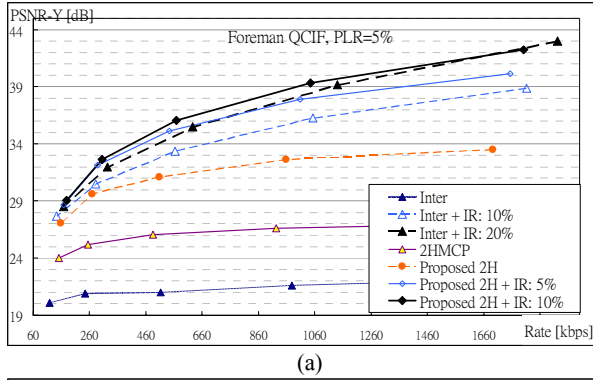 PSNR-Y [dB]
Foreman QCIF, PLR=5%
44
39
34
29
24
19
Inter
Inter + IR: 10%
Inter + IR: 20%
2HMCP
Proposed 2H
Proposed 2H + IR: 5%
Proposed 2H + IR: 10%
60 260 460 660 860 1060 1260 1460 1660 Rate [kbps]
(a)